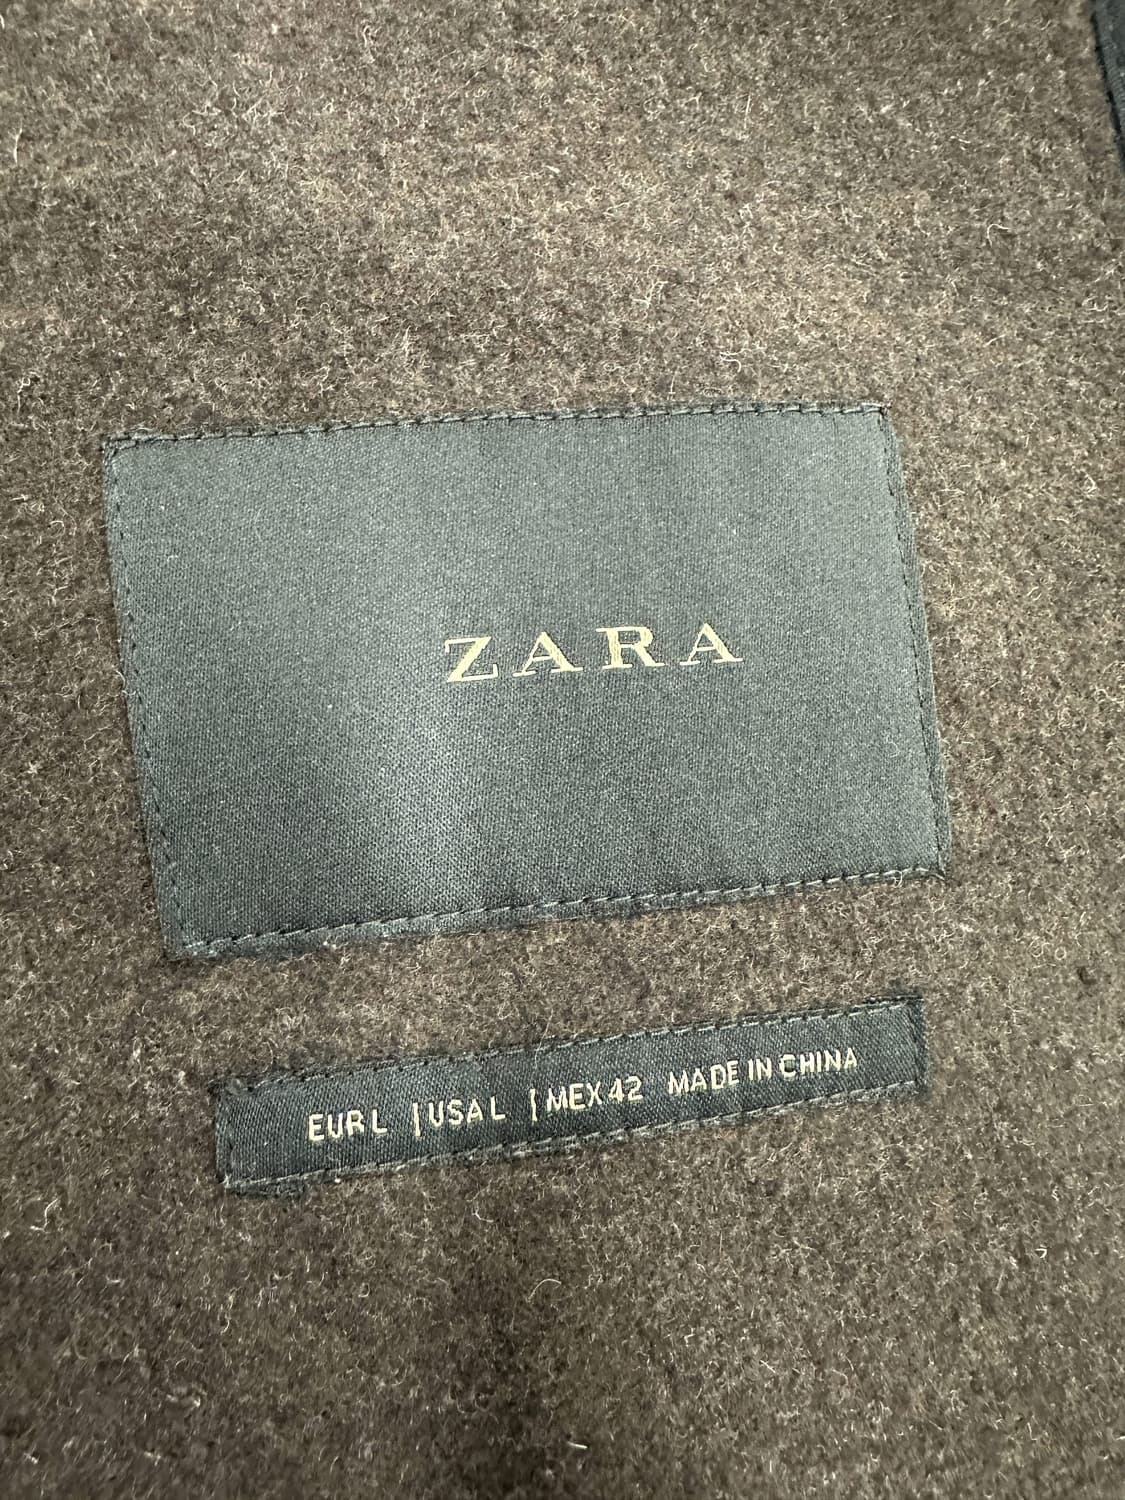 ZARA
EUR L | USA L | MEX 42 MADE IN CHINA